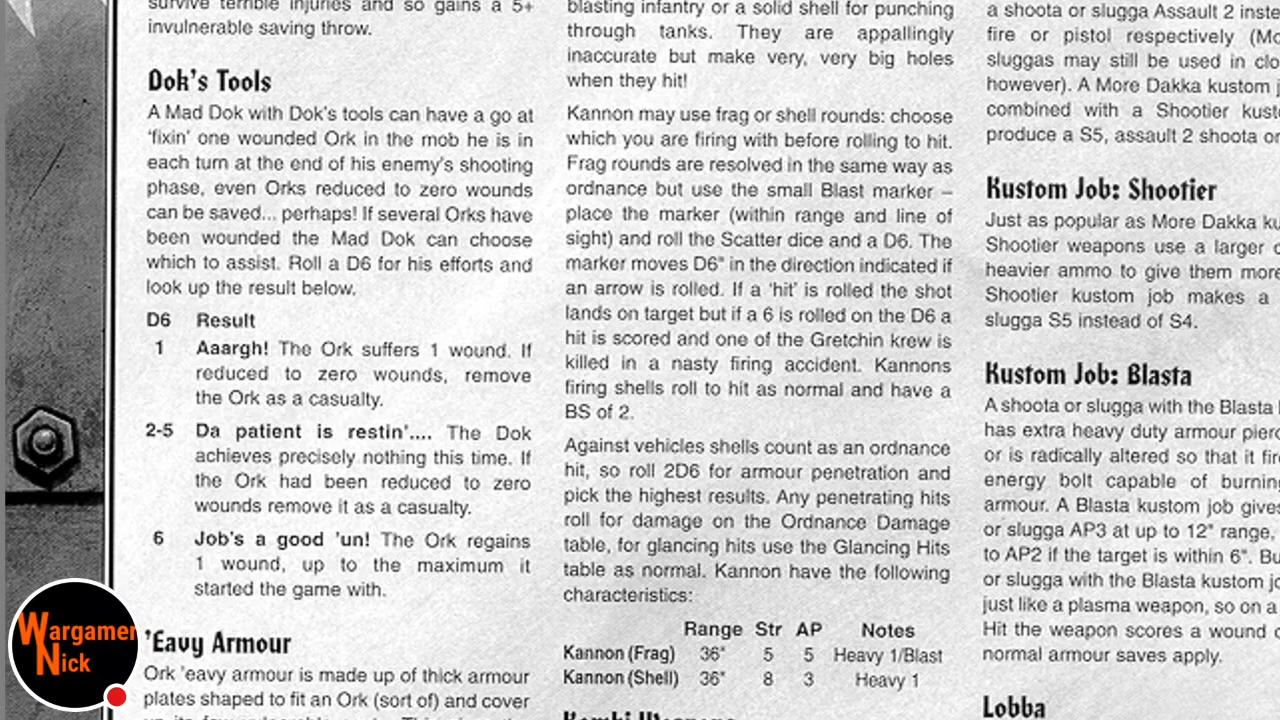 survive terrible injuries and so gains a 5+
invulnerable saving throw.
Dok's Tools
A Mad Dok with Dok's tools can have a go at
'fixin' one wounded Ork in the mob he is in
each turn at the end of his enemy's shooting
phase, even Orks reduced to zero wounds
can be saved... perhaps! If several Orks have
been wounded the Mad Dok can choose
which to assist. Roll a D6 for his efforts and
look up the result below.
D6 Result
1 Aaargh! The Ork suffers 1 wound. If
reduced to zero wounds, remove
the Ork as a casualty.
2-5 Da patient is restin'.... The Dok
achieves precisely nothing this time. If
the Ork had been reduced to zero
wounds remove it as a casualty.
6 Job's a good 'un! The Ork regains
1 wound, up to the maximum it
started the game with.
'Eavy Armour
Ork 'eavy armour is made up of thick armour
plates shaped to fit an Ork (sort of) and cover
blasting infantry or a solid shell for punching
through tanks. They are appallingly
inaccurate but make very, very big holes
when they hit!
Kannon may use frag or shell rounds: choose
which you are firing with before rolling to hit.
Frag rounds are resolved in the same way as
ordnance but use the small Blast marker –
place the marker (within range and line of
sight) and roll the Scatter dice and a D6. The
marker moves D6" in the direction indicated if
an arrow is rolled. If a 'hit' is rolled the shot
lands on target but if a 6 is rolled on the D6 a
hit is scored and one of the Gretchin krew is
killed in a nasty firing accident. Kannons
firing shells roll to hit as normal and have a
BS of 2.
Against vehicles shells count as an ordnance
hit, so roll 2D6 for armour penetration and
pick the highest results. Any penetrating hits
roll for damage on the Ordnance Damage
table, for glancing hits use the Glancing Hits
table as normal. Kannon have the following
characteristics:
Range Str AP Notes
Kannon (Frag) 36" 5 5 Heavy 1/Blast
Kannon (Shell) 36" 8 3 Heavy 1
a shoota or slugga Assault 2
fire or pistol respectively
sluggas may still be used in
however). A More Dakka kustom
combined with a Shootier
produce a S5, assault 2 shoota
Kustom Job: Shootier
Just as popular as More Dakka
Shootier weapons use a larger
heavier ammo to give them more
Shootier kustom job makes a
slugga S5 instead of S4.
Kustom Job: Blasta
A shoota or slugga with the Blasta
has extra heavy duty armour
or is radically altered so that it
energy bolt capable of
armour. A Blasta kustom job
or slugga AP3 at up to 12" range,
to AP2 if the target is within 6".
or slugga with the Blasta kustom
just like a plasma weapon, so on a
Hit the weapon scores a wound
normal armour saves apply.
Lobba
Wargamer
Nick